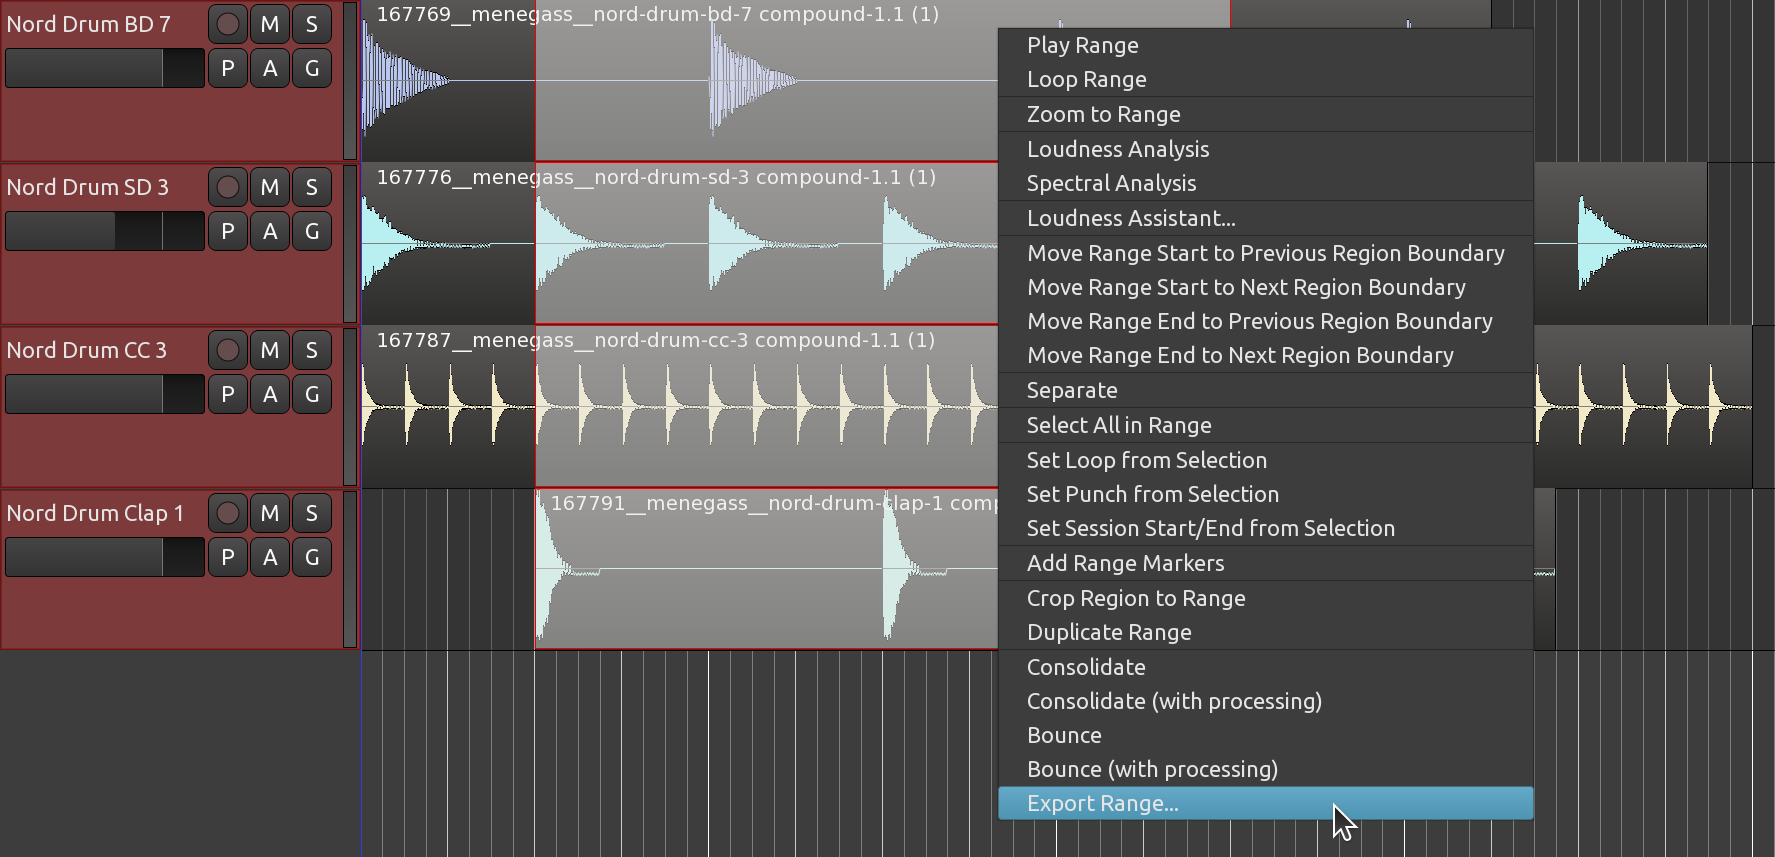 Nord Drum BD 7
M
S
P
A
G
167769__menegass__nord-drum-bd-7 compound-1.1 (1)
Nord Drum SD 3
M
S
P
A
G
167776__menegass__nord-drum-sd-3 compound-1.1 (1)
Nord Drum CC 3
M
S
P
A
G
167787__menegass__nord-drum-cc-3 compound-1.1 (1)
Nord Drum Clap 1
M
S
P
A
G
167791__menegass__nord-drum-clap-1 comp
Play Range
Loop Range
Zoom to Range
Loudness Analysis
Spectral Analysis
Loudness Assistant...
Move Range Start to Previous Region Boundary
Move Range Start to Next Region Boundary
Move Range End to Previous Region Boundary
Move Range End to Next Region Boundary
Separate
Select All in Range
Set Loop from Selection
Set Punch from Selection
Set Session Start/End from Selection
Add Range Markers
Crop Region to Range
Duplicate Range
Consolidate
Consolidate (with processing)
Bounce
Bounce (with processing)
Export Range...